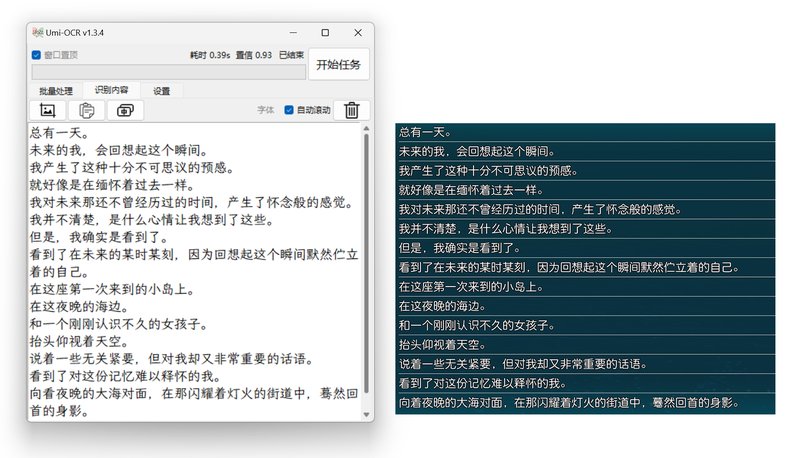 Umi-OCR v1.3.4
窗口置顶
耗时 0.39s 置信 0.93 已结束
开始任务
批量处理 识别内容 设置
字体 自动滚动
总有一天。
未来的我，会回想起这个瞬间。
我产生了这种十分不可思议的预感。
就好像是在缅怀着过去一样。
我对未来那还不曾经历过的时间，产生了怀念般的感觉。
我并不清楚，是什么心情让我想到了这些。
但是，我确实是看到了。
看到了在未来的某时某刻，因为回想起这个瞬间默然伫立
着的自己。
在这座第一次来到的小岛上。
在这夜晚的海边。
和一个刚刚认识不久的女孩子。
抬头仰视着天空。
说着一些无关紧要，但对我却又非常重要的话语。
看到了对这份记忆难以释怀的我。
向看夜晚的大海对面，在那闪耀着灯火的街道中，蓦然回
首的身影。
总有一天。
未来的我，会回想起这个瞬间。
我产生了这种十分不可思议的预感。
就好像是在缅怀着过去一样。
我对未来那还不曾经历过的时间，产生了怀念般的感觉。
我并不清楚，是什么心情让我想到了这些。
但是，我确实是看到了。
看到了在未来的某时某刻，因为回想起这个瞬间默然伫立着的自己。
在这座第一次来到的小岛上。
在这夜晚的海边。
和一个刚刚认识不久的女孩子。
抬头仰视着天空。
说着一些无关紧要，但对我却又非常重要的话语。
看到了对这份记忆难以释怀的我。
向着夜晚的大海对面，在那闪耀着灯火的街道中，蓦然回首的身影。